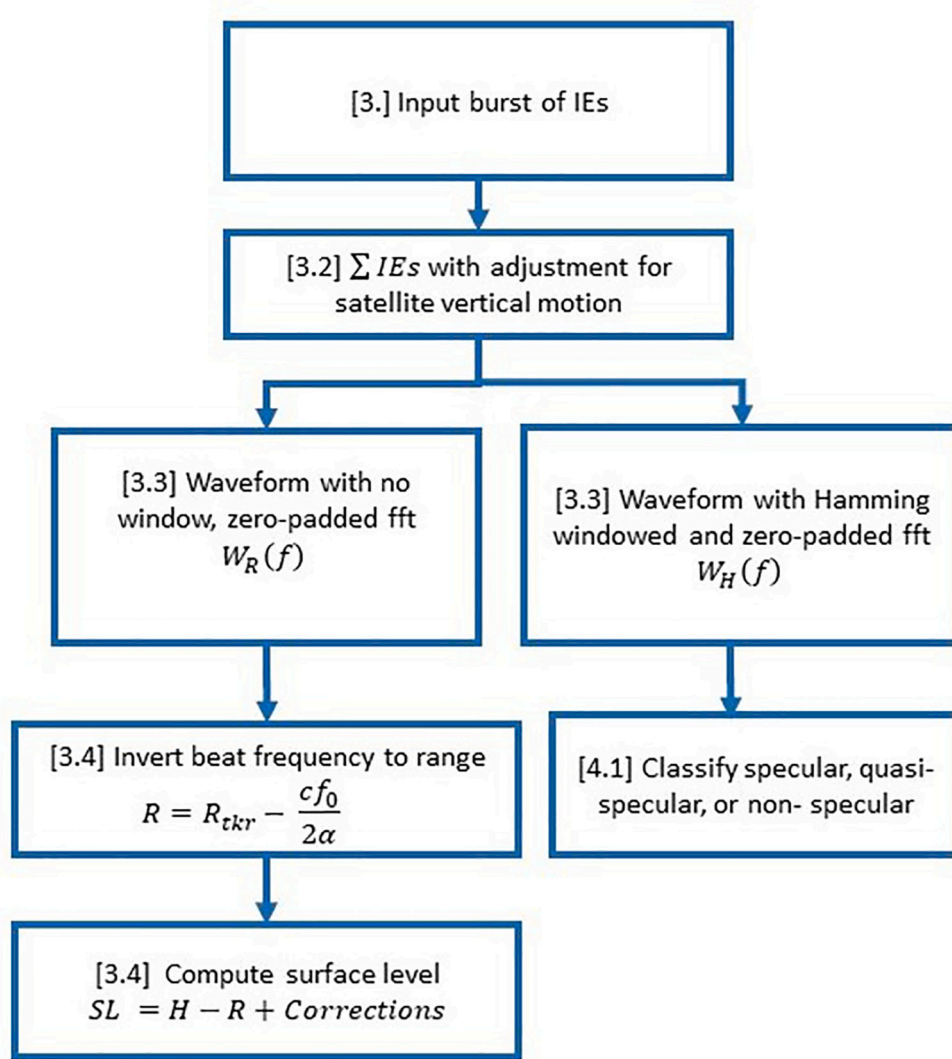 [3.] Input burst of IEs
[3.2] ∑ IEs with adjustment for
satellite vertical motion
[3.3] Waveform with no
window, zero-padded fft
W_R(f)
[3.3] Waveform with Hamming
windowed and zero-padded fft
W_H(f)
[3.4] Invert beat frequency to range
R = R_tkr − cf_0/2α
[4.1] Classify specular, quasi-
specular, or non- specular
[3.4] Compute surface level
SL = H − R + Corrections